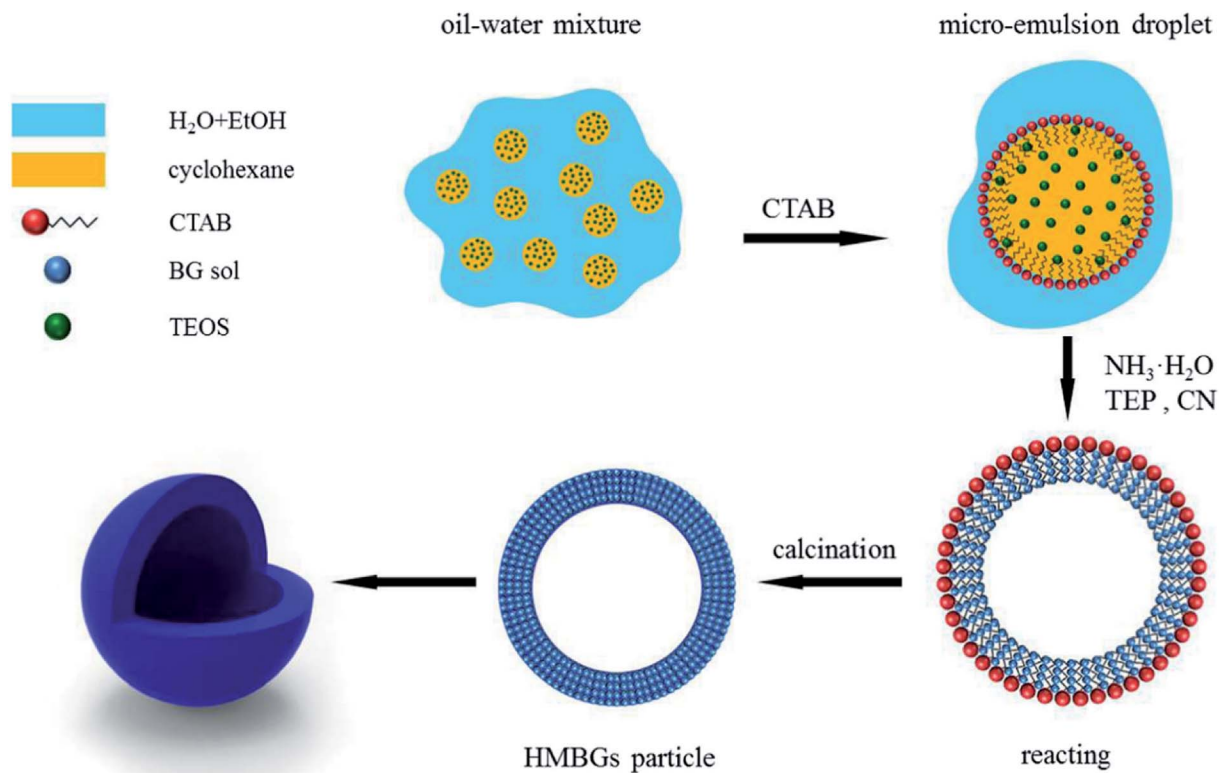 oil-water mixture
micro-emulsion droplet
H₂O+EtOH
cyclohexane
CTAB
BG sol
TEOS
CTAB
NH₃·H₂O
TEP , CN
calcination
HMBGs particle
reacting